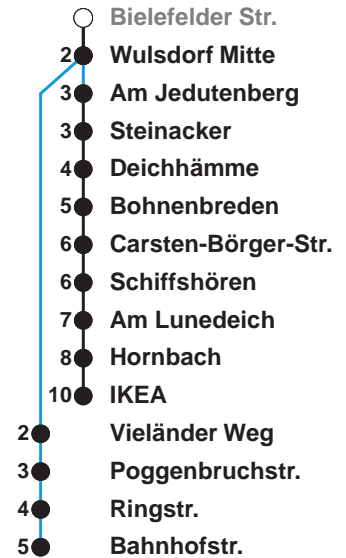 Bielefelder Str.
2 Wulsdorf Mitte
3 Am Jedutenberg
3 Steinacker
4 Deichhämme
5 Bohnenbreden
6 Carsten-Börger-Str.
6 Schiffshören
7 Am Lunedeich
8 Hornbach
10 IKEA
2 Vieländer Weg
3 Poggenbruchstr.
4 Ringstr.
5 Bahnhofstr.